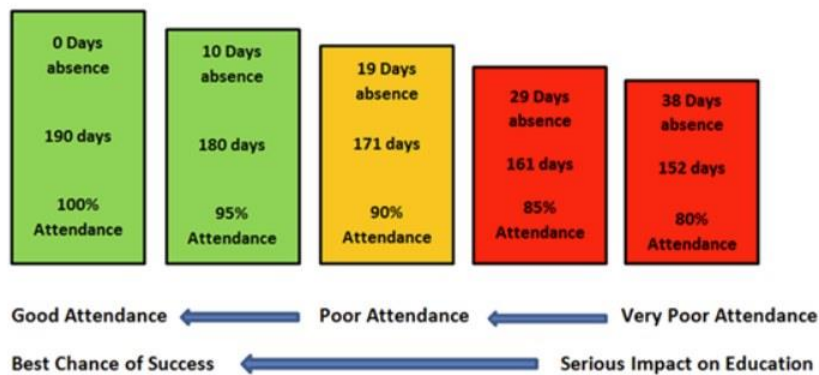 0 Days
absence
190 days
100%
Attendance
10 Days
absence
180 days
95%
Attendance
19 Days
absence
171 days
90%
Attendance
29 Days
absence
161 days
85%
Attendance
38 Days
absence
152 days
80%
Attendance
Good Attendance
Poor Attendance
Very Poor Attendance
Best Chance of Success
Serious Impact on Education